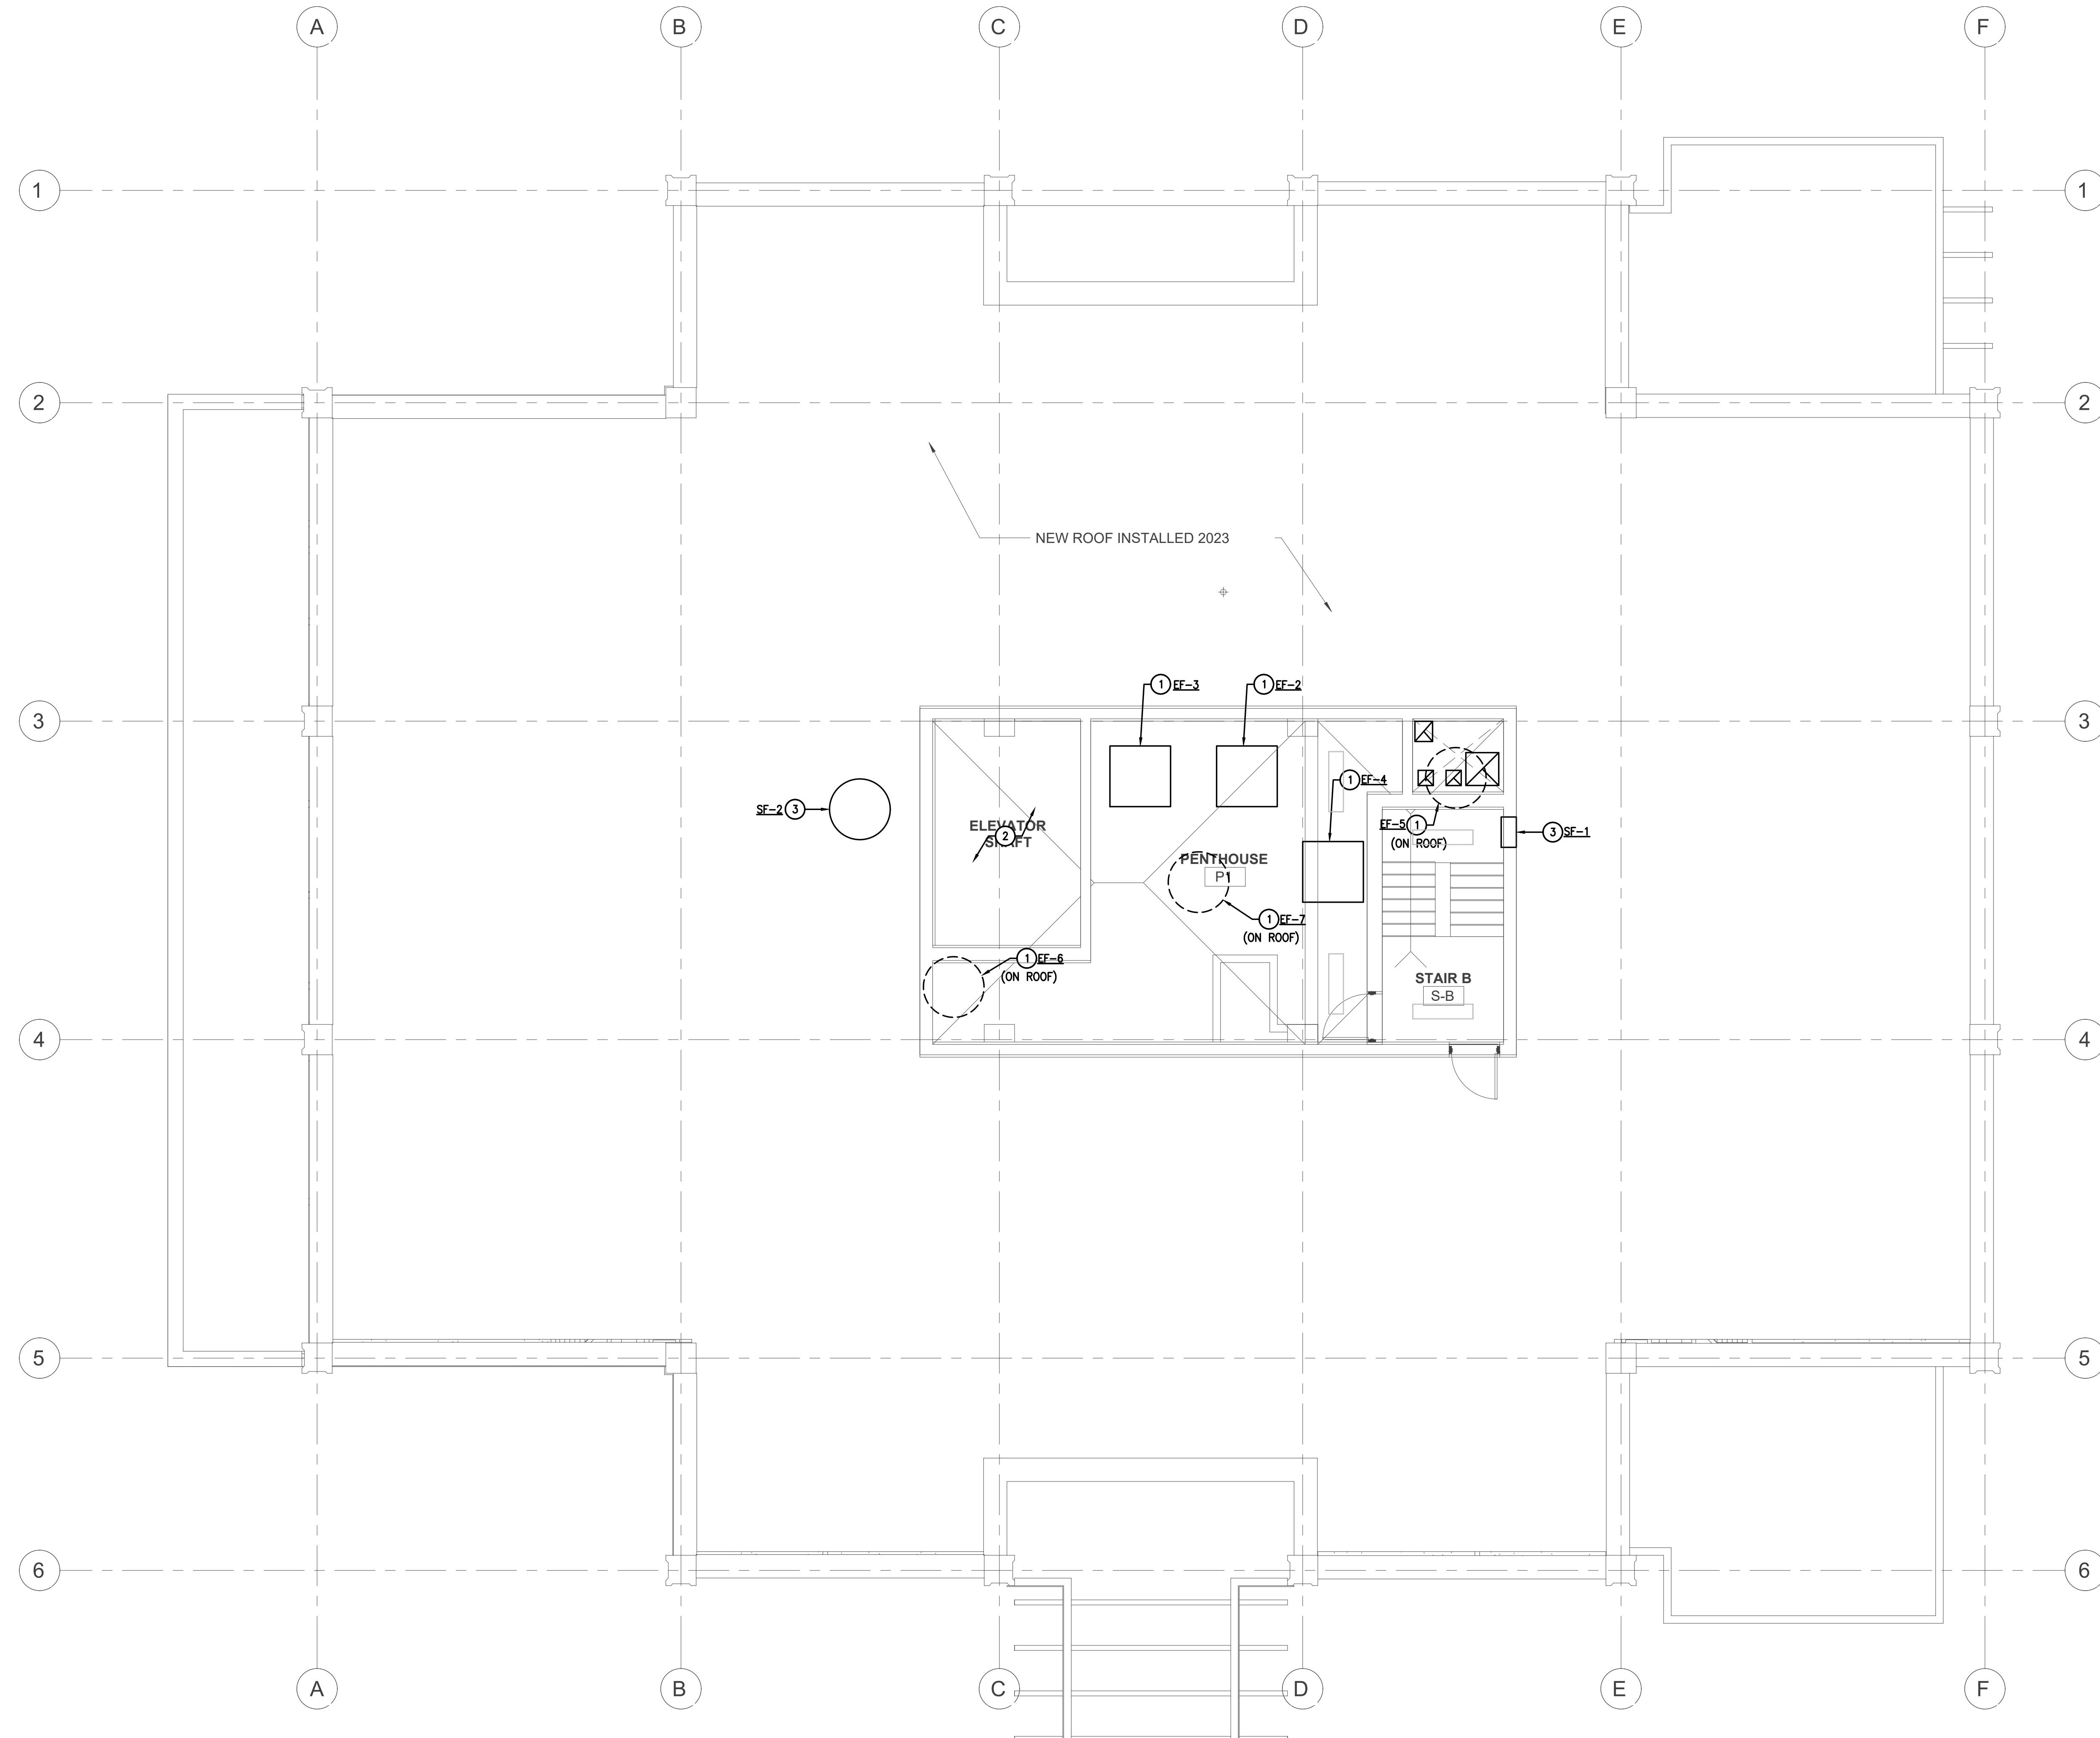 A B C D E F
1 1
2 2
NEW ROOF INSTALLED 2023
1 EF-3 1 EF-2
3 3
1 EF-4
SF-2 3
EF-5 1
(ON ROOF)
3 SF-1
ELEVATOR
SHAFT
2
PENTHOUSE
P1
1 EF-7
(ON ROOF)
1 EF-6
(ON ROOF)
STAIR B
S-B
4 4
5 5
6 6
A B C D E F